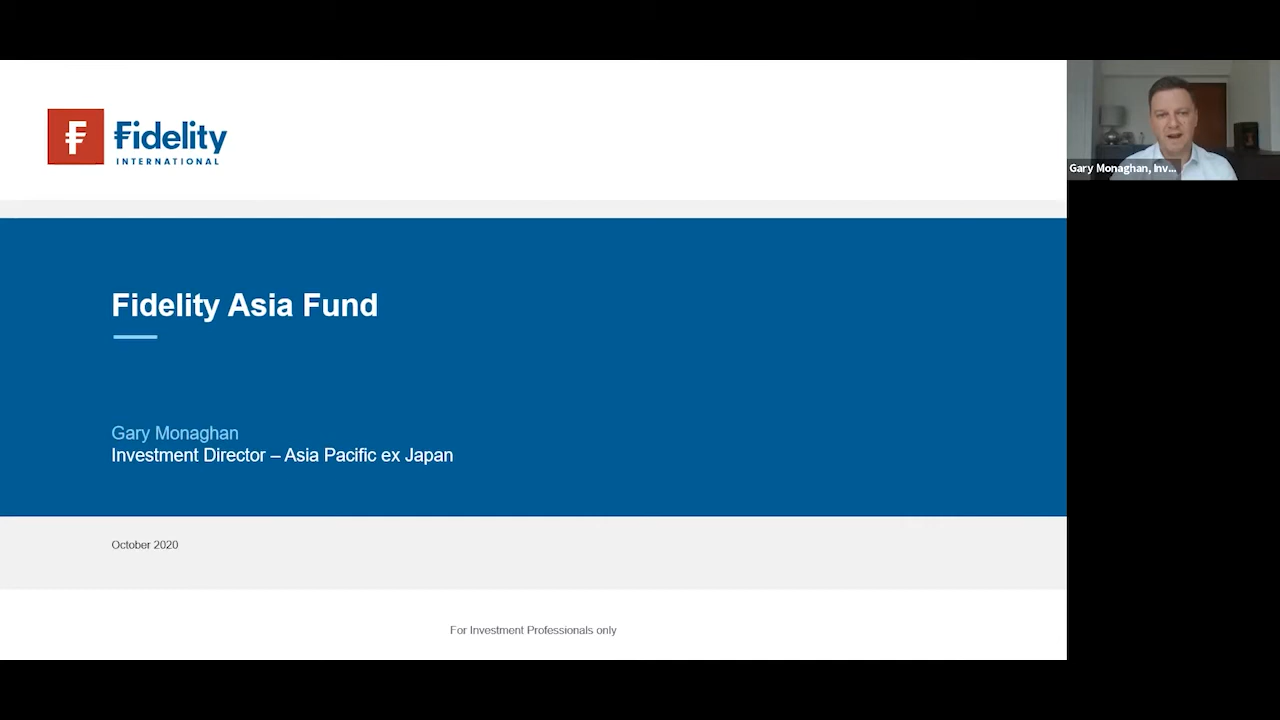 Fidelity
INTERNATIONAL
Gary Monaghan, Inv...
Fidelity Asia Fund
Gary Monaghan
Investment Director – Asia Pacific ex Japan
October 2020
For Investment Professionals only